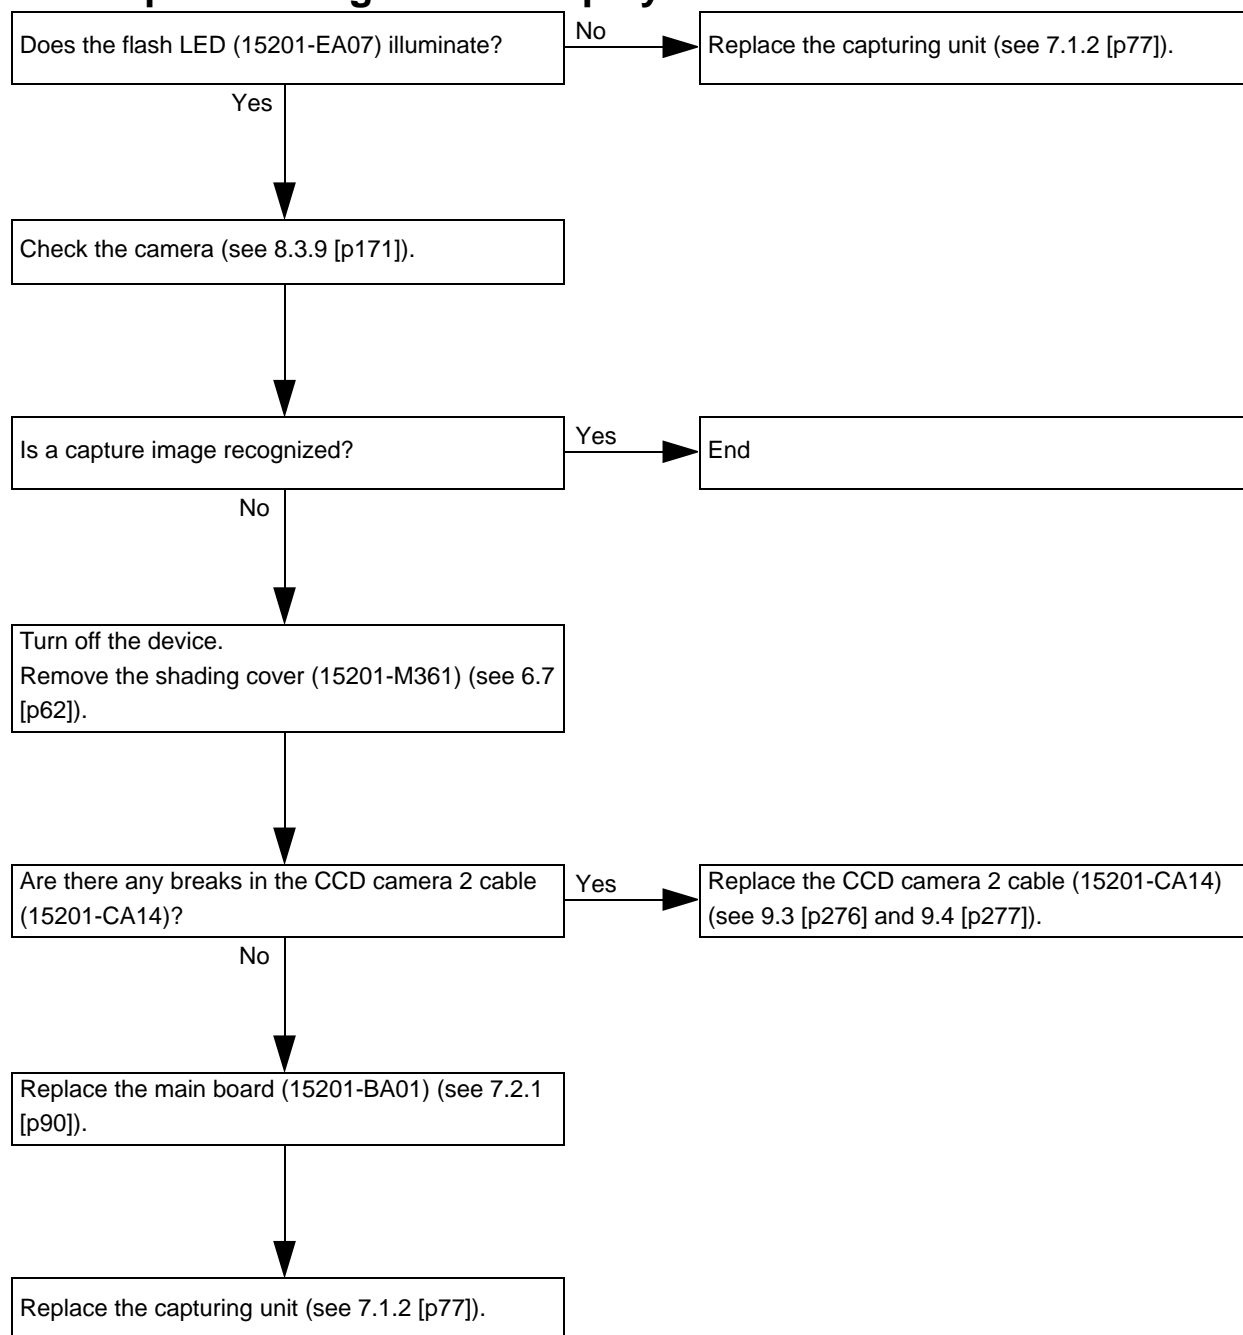 Does the flash LED (15201-EA07) illuminate?
No
Replace the capturing unit (see 7.1.2 [p77]).
Yes
Check the camera (see 8.3.9 [p171]).
Is a capture image recognized?
Yes
End
No
Turn off the device.
Remove the shading cover (15201-M361) (see 6.7
[p62]).
Are there any breaks in the CCD camera 2 cable
(15201-CA14)?
Yes
Replace the CCD camera 2 cable (15201-CA14)
(see 9.3 [p276] and 9.4 [p277]).
No
Replace the main board (15201-BA01) (see 7.2.1
[p90]).
Replace the capturing unit (see 7.1.2 [p77]).